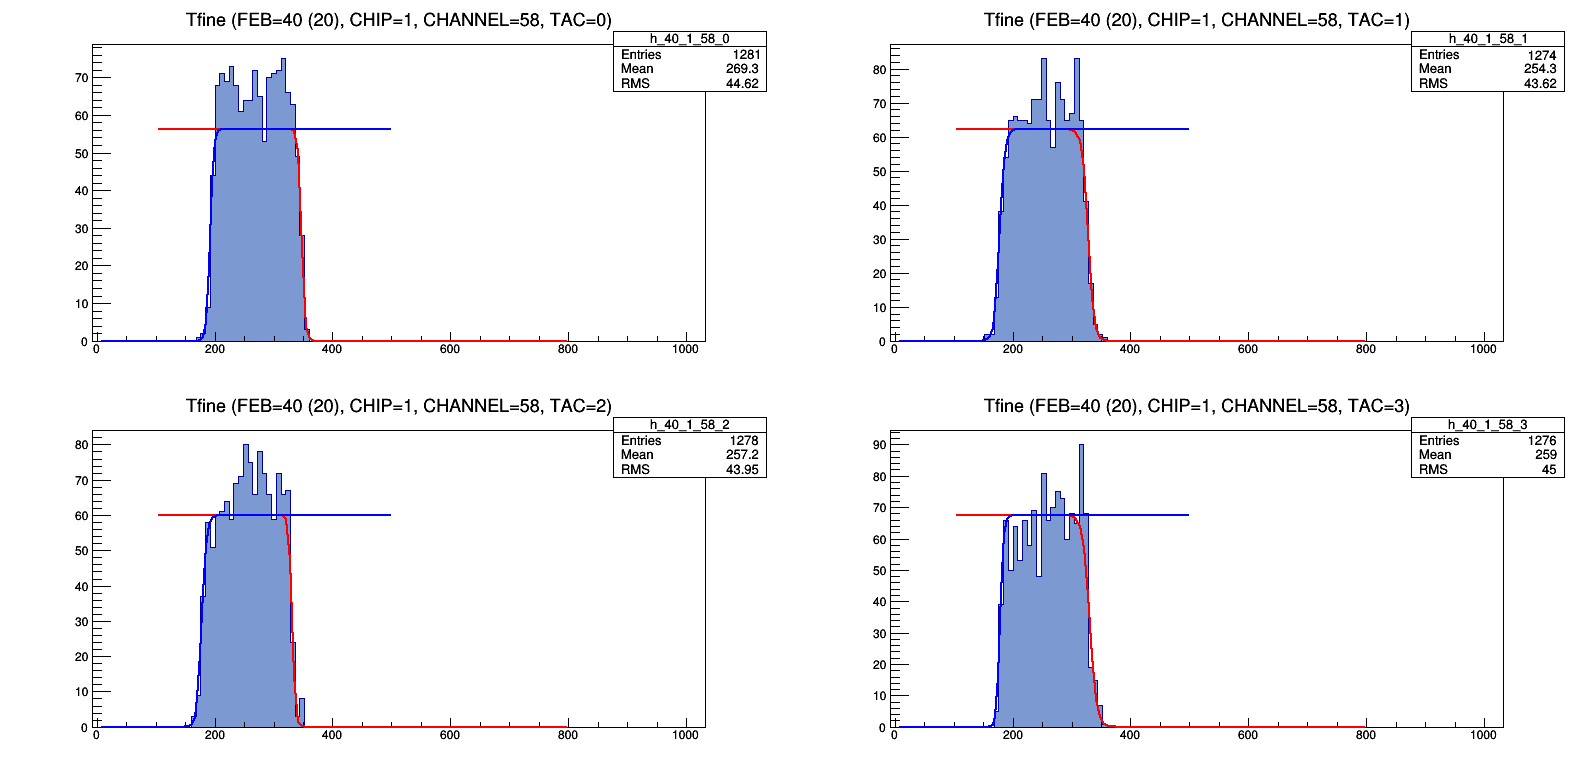 Tfine (FEB=40 (20), CHIP=1, CHANNEL=58, TAC=0)
h_40_1_58_0
Entries 1281
Mean 269.3
RMS 44.62
70
60
50
40
30
20
10
0
0 200 400 600 800 1000
Tfine (FEB=40 (20), CHIP=1, CHANNEL=58, TAC=1)
h_40_1_58_1
Entries 1274
Mean 254.3
RMS 43.62
80
70
60
50
40
30
20
10
0
0 200 400 600 800 1000
Tfine (FEB=40 (20), CHIP=1, CHANNEL=58, TAC=2)
h_40_1_58_2
Entries 1278
Mean 257.2
RMS 43.95
80
70
60
50
40
30
20
10
0
0 200 400 600 800 1000
Tfine (FEB=40 (20), CHIP=1, CHANNEL=58, TAC=3)
h_40_1_58_3
Entries 1276
Mean 259
RMS 45
90
80
70
60
50
40
30
20
10
0
0 200 400 600 800 1000